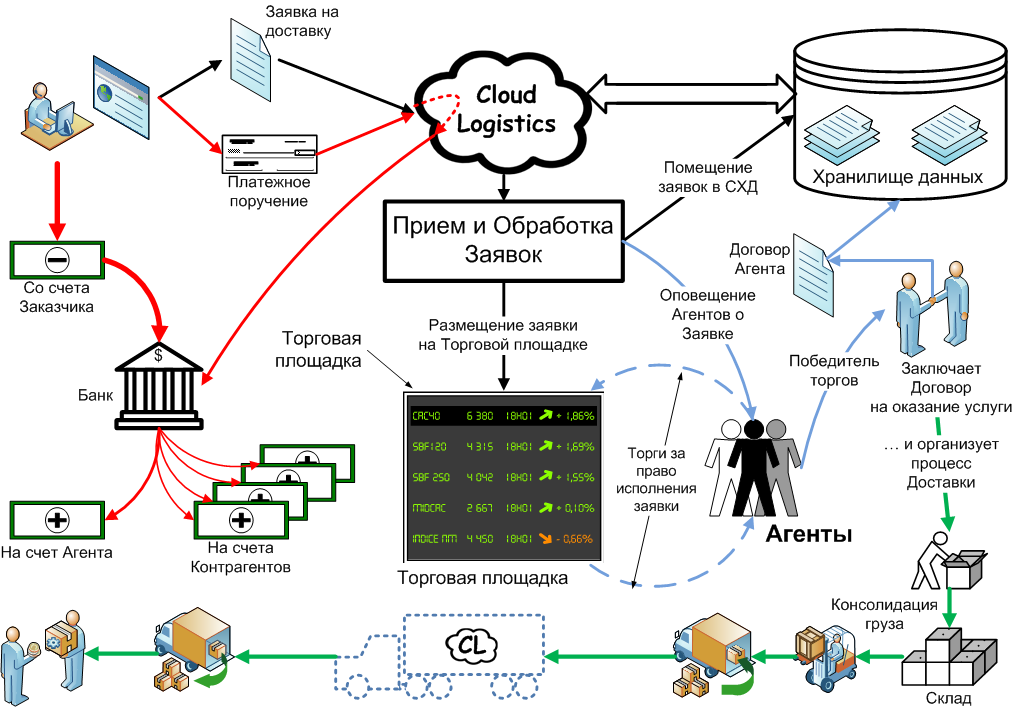 Заявка на
доставку
Cloud
Logistics
Платежное
поручение
Помещение
заявок в СХД
Хранилище данных
Прием и Обработка
Заявок
Договор
Агента
Со счета
Заказчика
Оповещение
Агентов о
Заявке
Размещение заявки
на Торговой площадке
Торговая
площадка
$
Банк
Победитель
торгов
Заключает
Договор
на оказание услуги
… и организует
процесс
Доставки
CAC40 6 380 18H01 + 1,86%
SBF120 4 315 18H01 + 1,69%
SBF 250 4 042 18H01 + 1,55%
MIDCAC 2 667 18H01 + 0,10%
INDICE NM 4 450 18H01 - 0,66%
Торги за
право
исполнения
заявки
Агенты
На счет Агента
На счета
Контрагентов
Торговая площадка
Консолидация
груза
CL
Склад